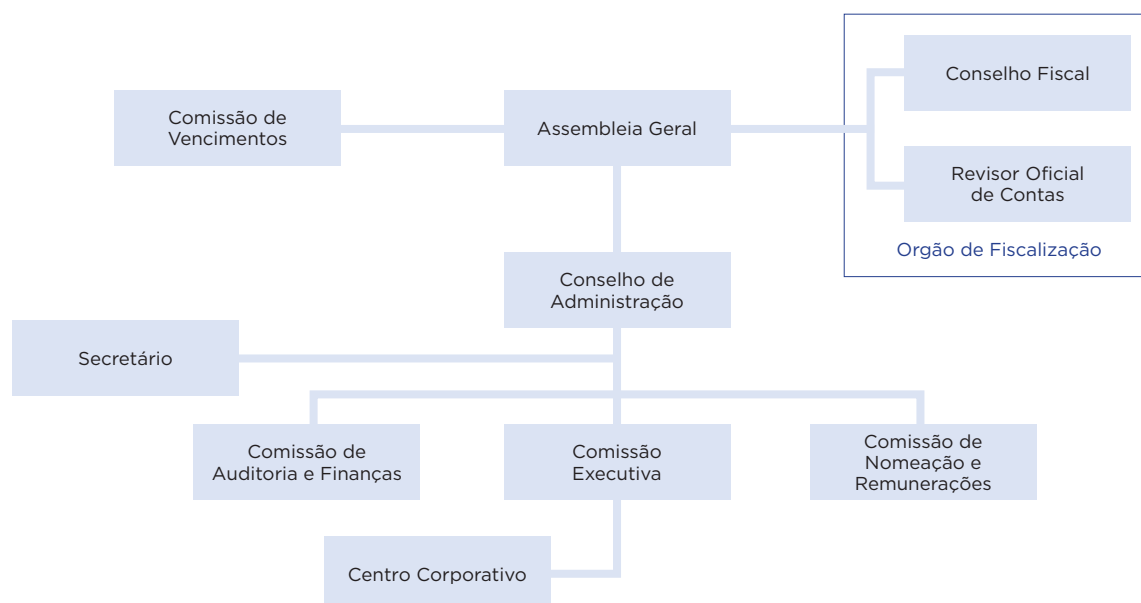 Conselho Fiscal
Comissão de
Vencimentos
Assembleia Geral
Revisor Oficial
de Contas
Orgão de Fiscalização
Conselho de
Administração
Secretário
Comissão de
Auditoria e Finanças
Comissão
Executiva
Comissão de
Nomeação e
Remunerações
Centro Corporativo